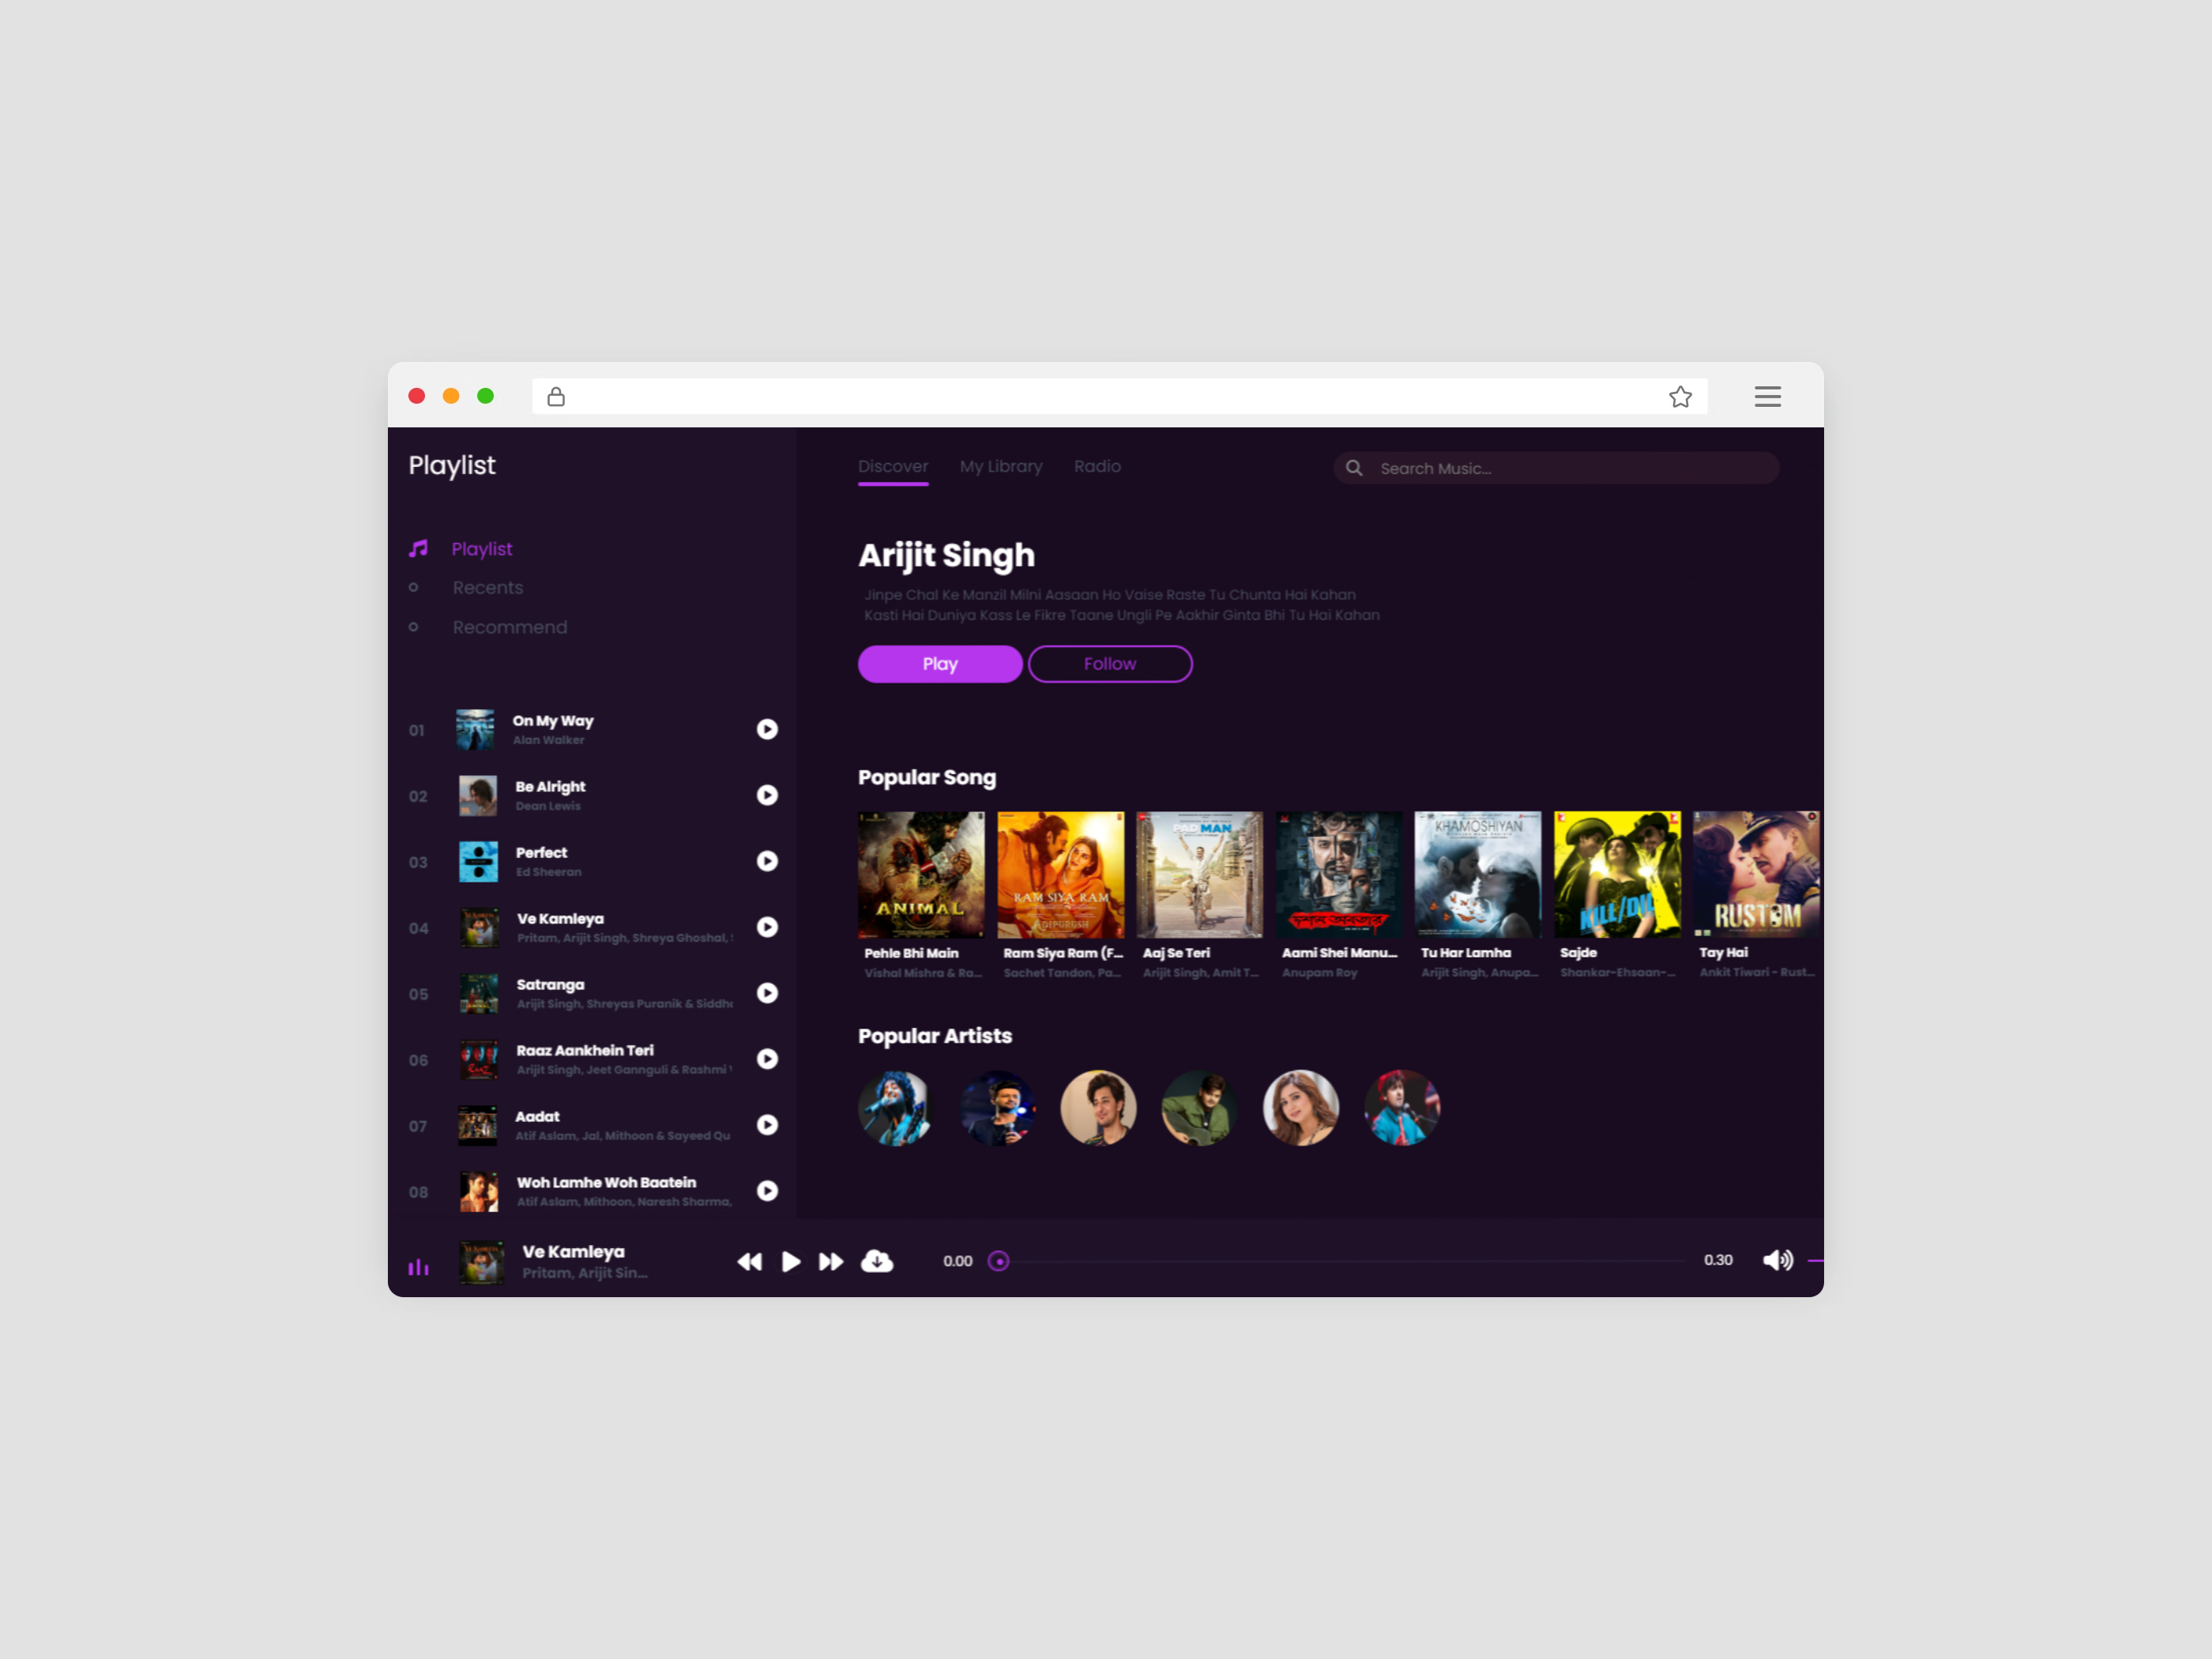 Playlist
Playlist
Recents
Recommend
01
On My Way
Alan Walker
02
Be Alright
Dean Lewis
03
Perfect
Ed Sheeran
04
Ve Kamleya
Pritam, Arijit Singh, Shreya Ghoshal,
05
Satranga
Arijit Singh, Shreyas Puranik & Siddh
06
Raaz Aankhein Teri
Arijit Singh, Jeet Gannguli & Rashmi
07
Aadat
Atif Aslam, Jal, Mithoon & Sayeed Qu
08
Woh Lamhe Woh Baatein
Atif Aslam, Mithoon, Naresh Sharma,
Discover
My Library
Radio
Search Music...
Arijit Singh
Jinpe Chal Ke Manzil Milni Aasaan Ho Vaise Raste Tu Chunta Hai Kahan
Kasti Hai Duniya Kass Le Fikre Taane Ungli Pe Aakhir Ginta Bhi Tu Hai Kahan
Play
Follow
Popular Song
ANIMAL
Pehle Bhi Main
Vishal Mishra & Ra...
RAM SIYA RAM
ADIPURUSH
Ram Siya Ram (F...
Sachet Tandon, Pa...
PAD MAN
Aaj Se Teri
Arijit Singh, Amit T...
দশম অবতার
Aami Shei Manu...
Anupam Roy
KHAMOSHIYAN
Tu Har Lamha
Arijit Singh, Anupa...
KILL/DIL
Sajde
Shankar-Ehsaan-...
RUSTOM
Tay Hai
Ankit Tiwari - Rust...
Popular Artists
Ve Kamleya
Pritam, Arijit Sin...
0.00
0.30